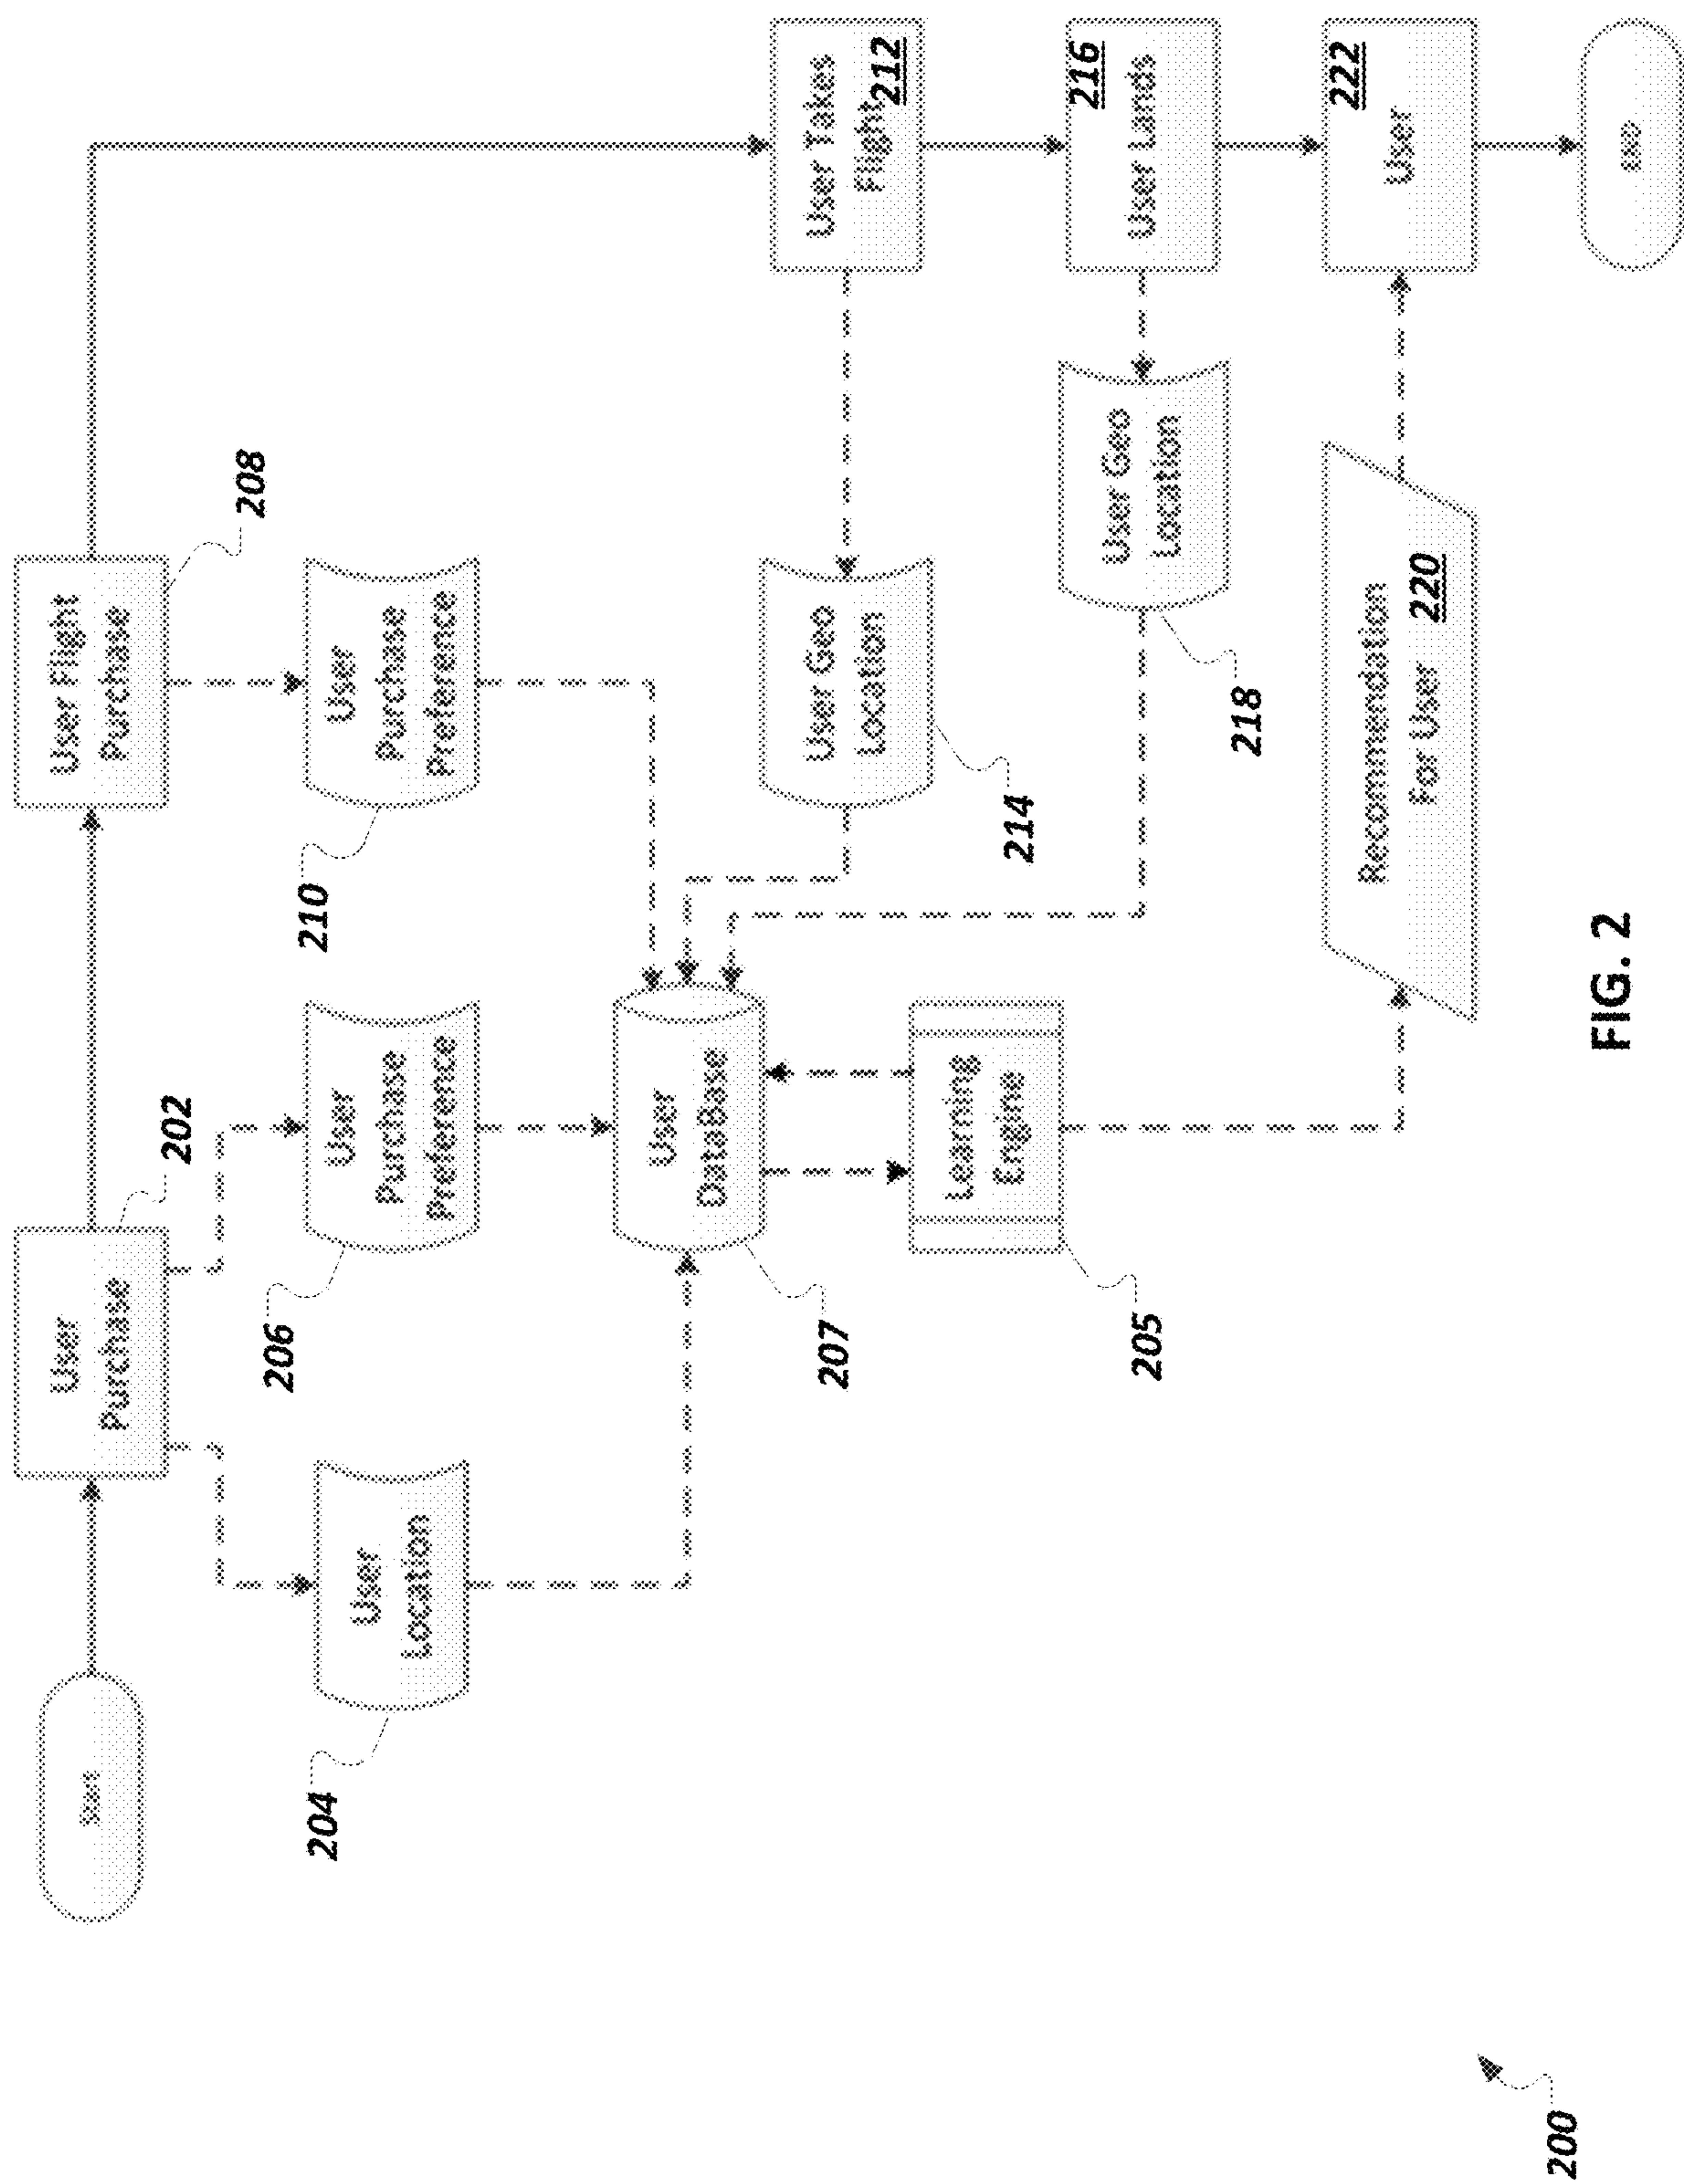 Start
User
Purchase
202
User Flight
Purchase
208
User
Location
204
User
Purchase
Preference
206
User
Purchase
Preference
210
User
DataBase
207
Learning
Engine
205
User Takes
Flight
212
User Geo
Location
214
User Lands
216
User Geo
Location
218
Recommendation
For User
220
User
222
END
200
FIG. 2